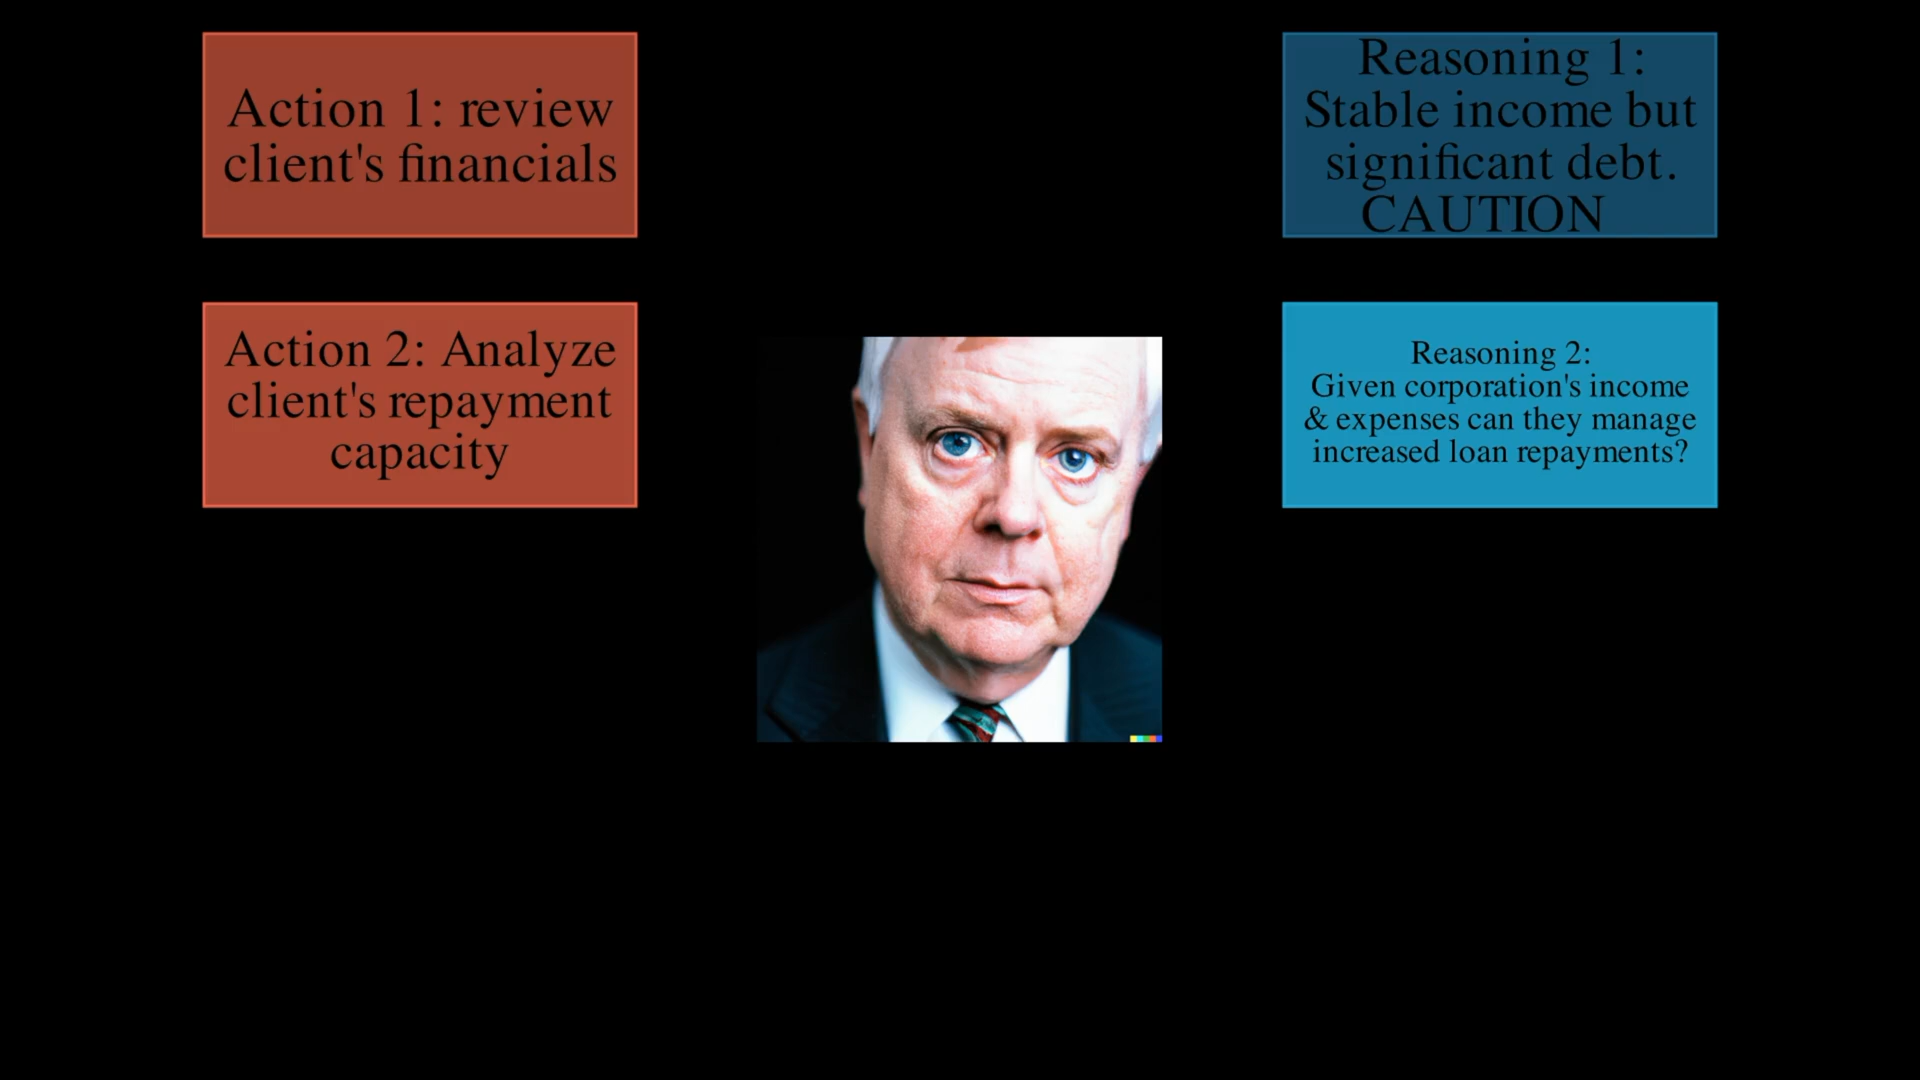 Action 1: review
client's financials
Reasoning 1:
Stable income but
significant debt.
CAUTION
Action 2: Analyze
client's repayment
capacity
Reasoning 2:
Given corporation's income
& expenses can they manage
increased loan repayments?